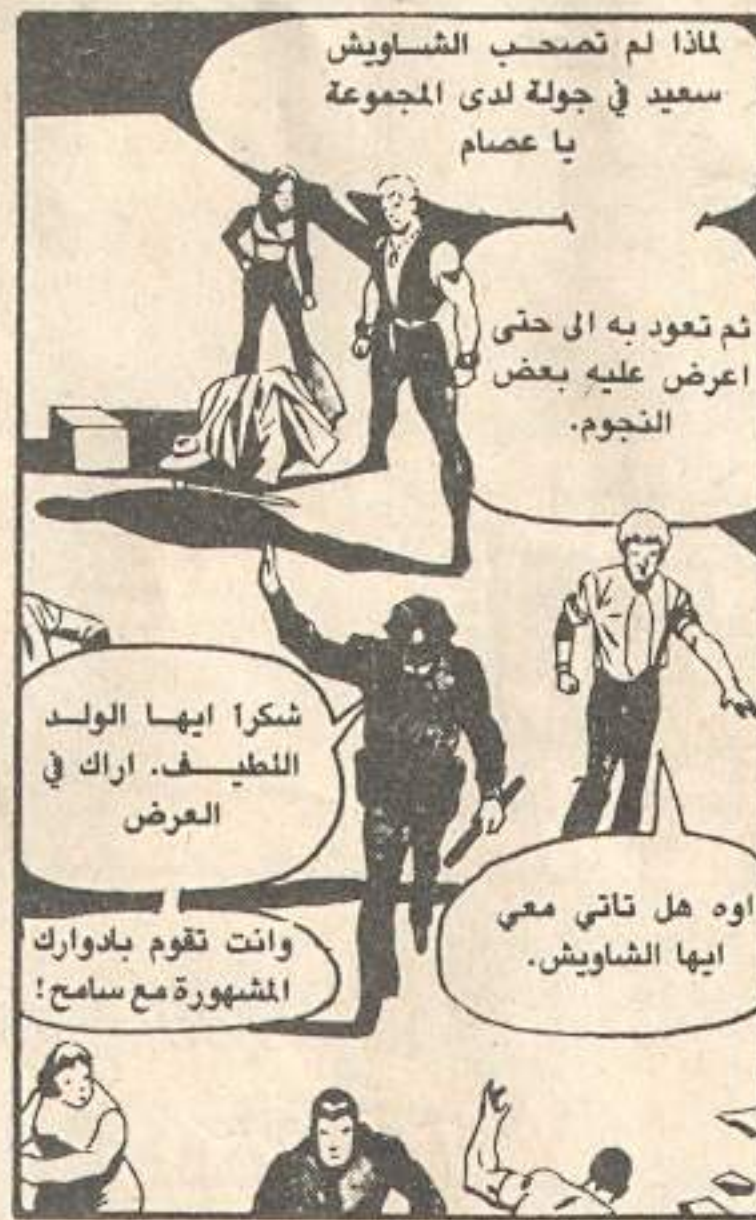 لماذا لم تصحب الشاويش
سعيد في جولة لدى المجموعة
يا عصام
ثم تعود به الى حتى
اعرض عليه بعض
النجوم.
اوه هل تاتي معي
ايها الشاويش.
شكرا ايها الولد
اللطيف. اراك في
العرض
وانت تقوم بادوارك
المشهورة مع سامح!